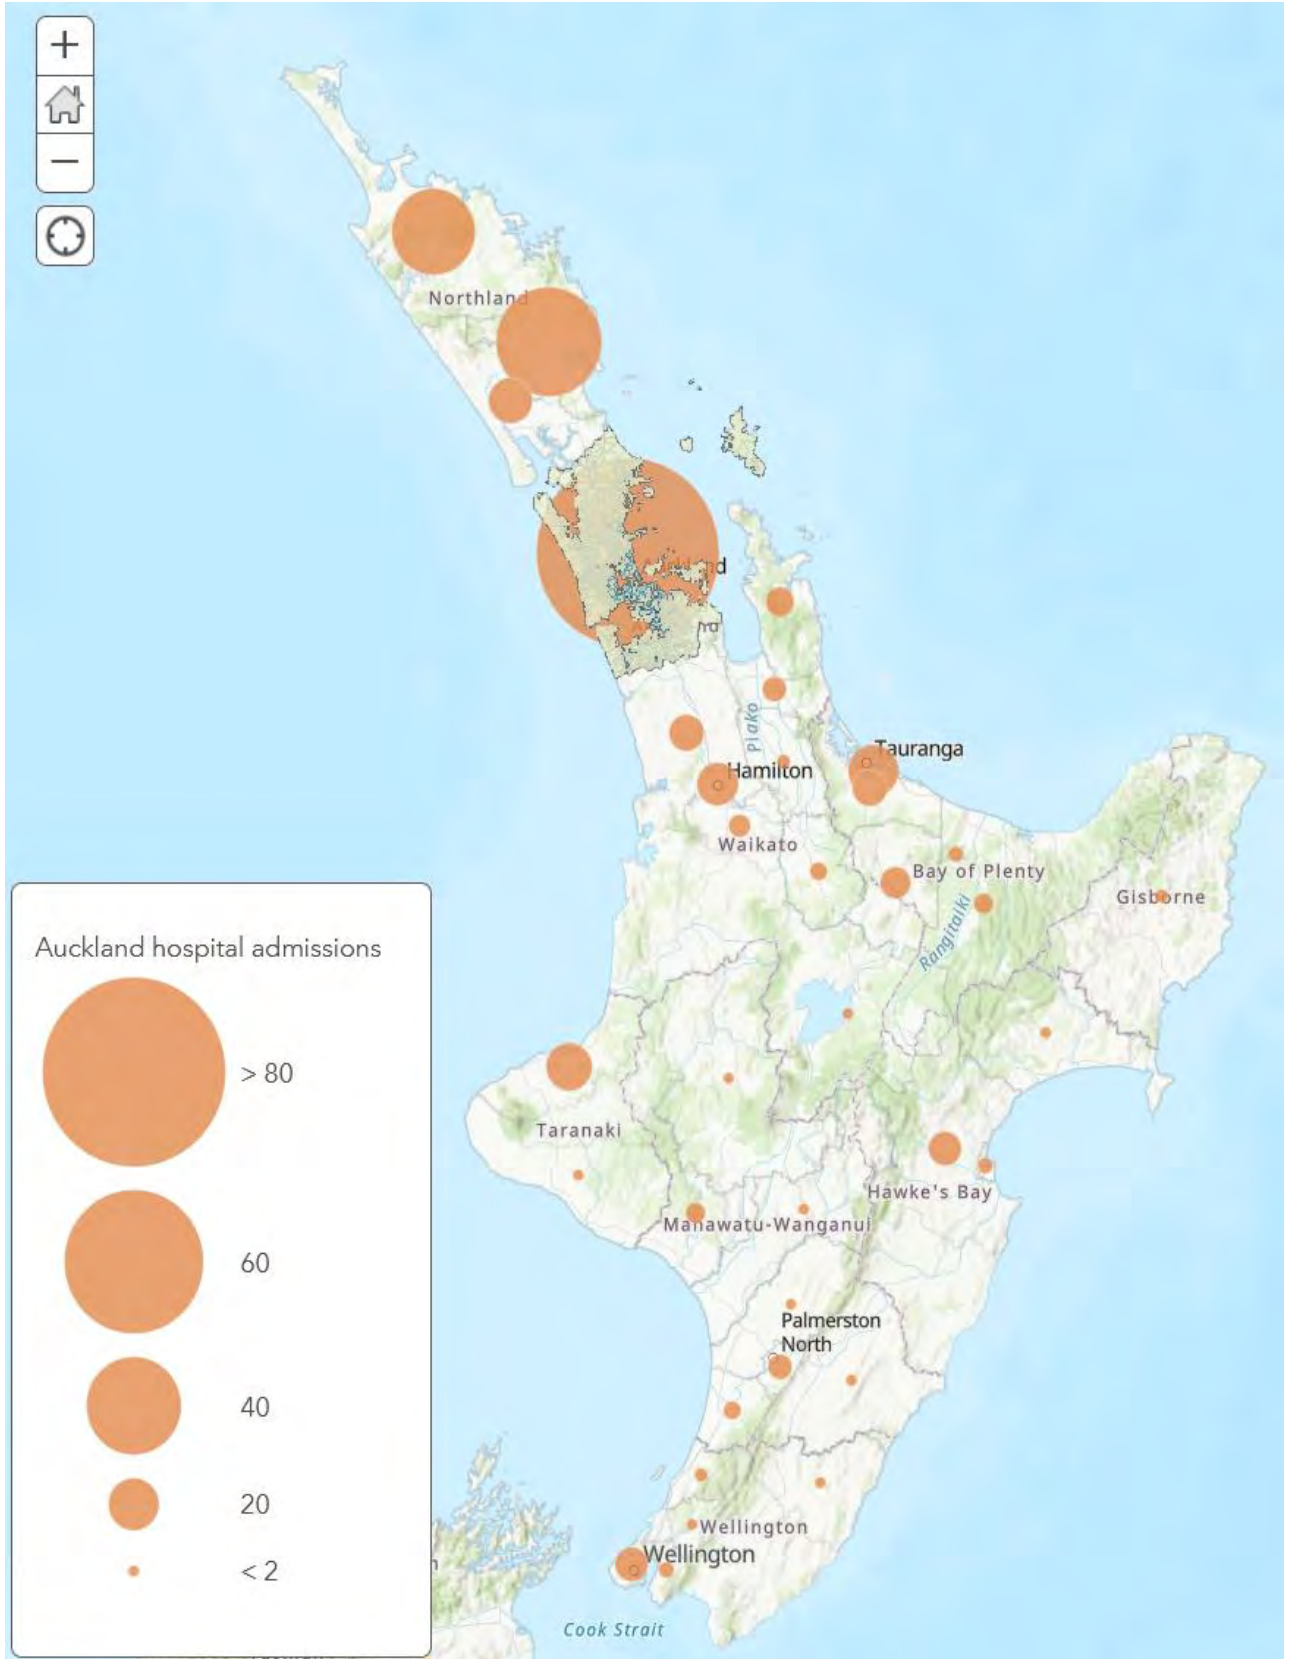 +
−
Northland
Auckland
Piako
Tauranga
Hamilton
Waikato
Bay of Plenty
Gisborne
Rangitaiki
Auckland hospital admissions
> 80
60
40
20
< 2
Taranaki
Hawke's Bay
Manawatu-Wanganui
Palmerston
North
Wellington
Wellington
Cook Strait